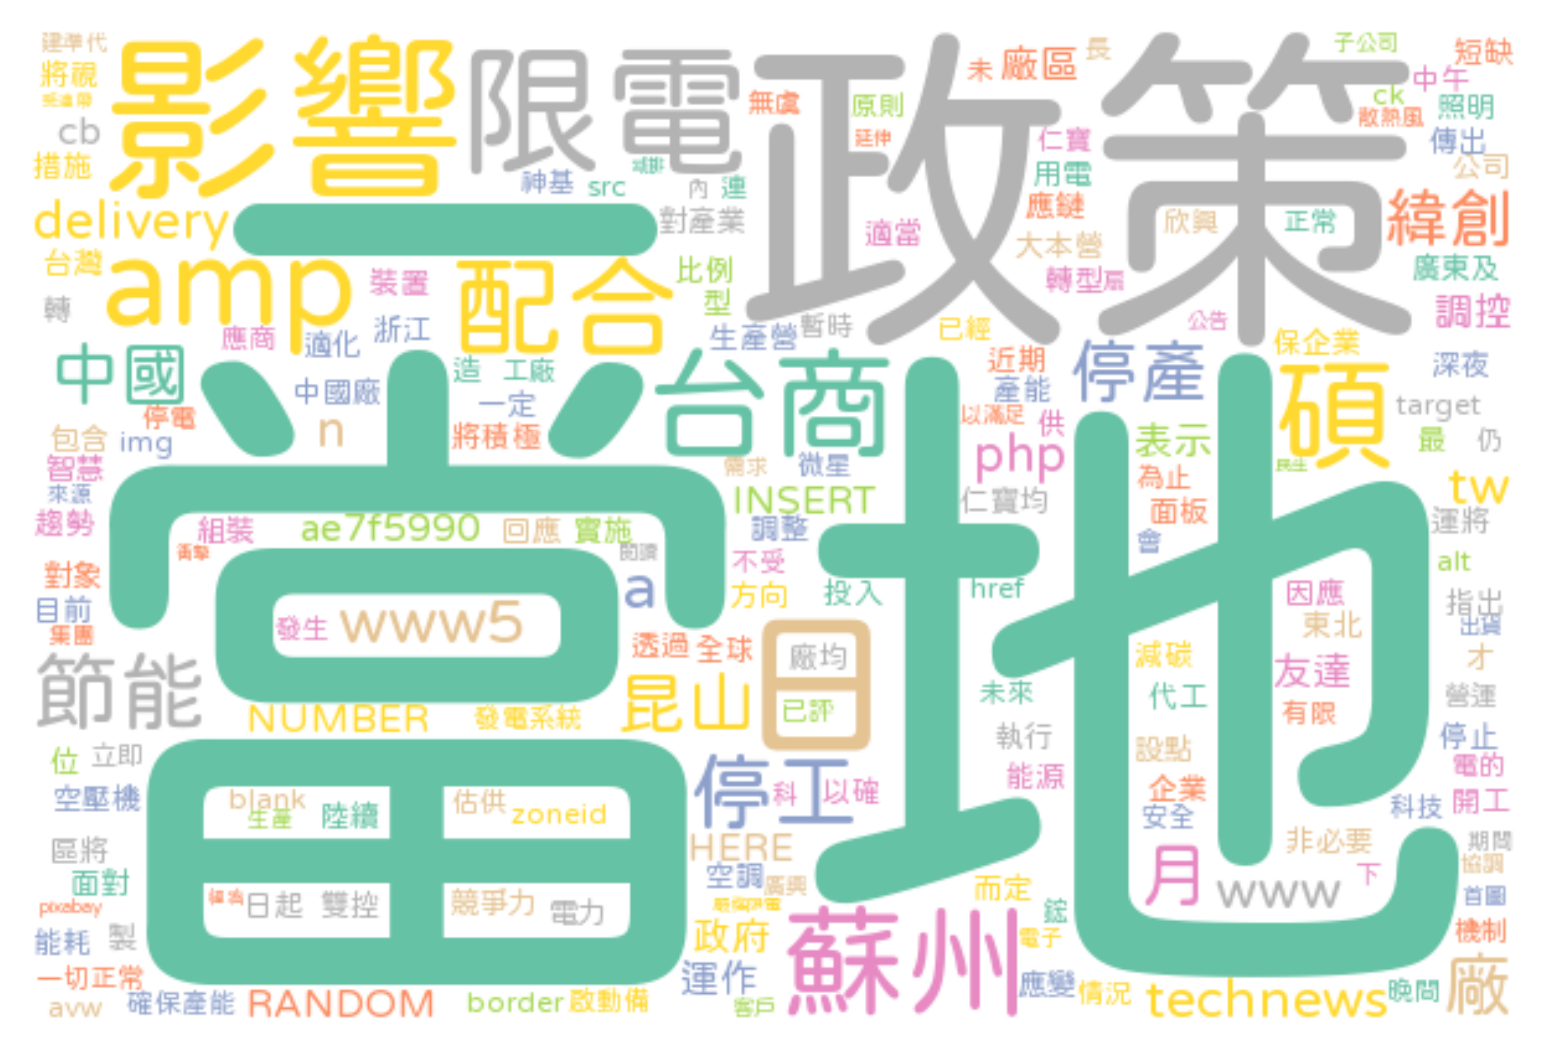 建準代
將視
cb
措施
影響
限電
政策
無虞
原則
延伸
未
廠區
長
子公司
短缺
中午
ck
照明
散熱風
傳出
公司
仁寶
用電
應鏈
神基
src
內
連
對產業
delivery
一
適當
大本營
欣興
正常
緯創
台灣
amp
裝置
配合
比例
型
轉型
扇
廣東及
轉
應商
適化
浙江
生產營
暫時
已經
公告
調控
中國
中國廠
造
工廠
台商
近期
產能
停產
保企業
碩
深夜
停電
n
一定
將積極
以滿足
供
target
包含
img
智慧
需求
微星
php
表示
民生
最
仍
來源
INSERT
仁寶均
為止
tw
趨勢
組裝
ae7f5990
回應
實施
調整
面板
運將
當地
衝擊
閱讀
不受
會
alt
對象
a
方向
投入
href
因應
指出
目前
發生
www5
東北
出貨
集團
透過
全球
日
廠均
減碳
友達
才
節能
昆山
已評
未來
代工
營運
NUMBER
發電系統
執行
設點
有限
停止
位
立即
停工
科
以確
能源
企業
電的
空壓機
blank
生產
陸續
估供
zoneid
安全
科技
開工
區將
HERE
非必要
期間
面對
空調
廣興
而定
月
www
下
協調
pixabay
日起
雙控
競爭力
電力
首圖
能耗
製
政府
蘇州
鋐
電子
機制
一切正常
運作
應變
情況
technews
晚間
廠
avw
確保產能
RANDOM
border
啟動備
客戶